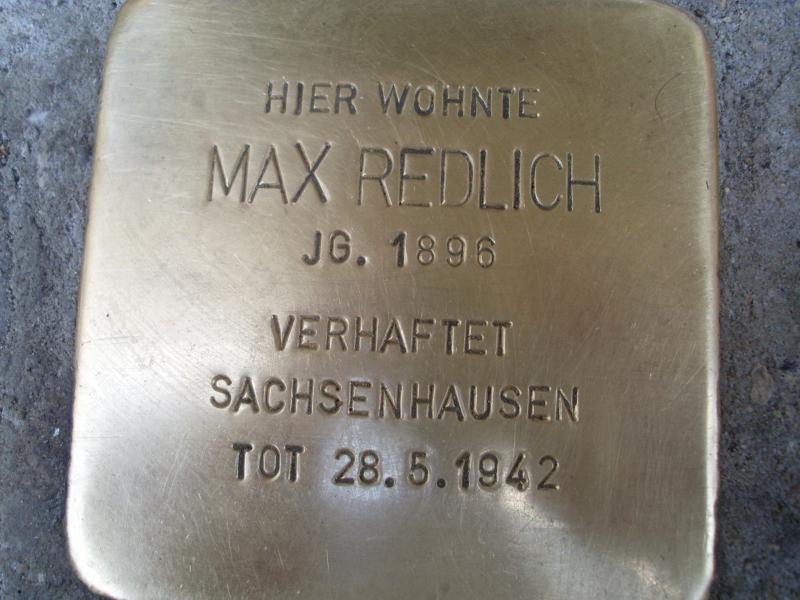 HIER WOHNTE
MAX REDLICH
JG. 1896
VERHAFTET
SACHSENHAUSEN
TOT 28.5.1942